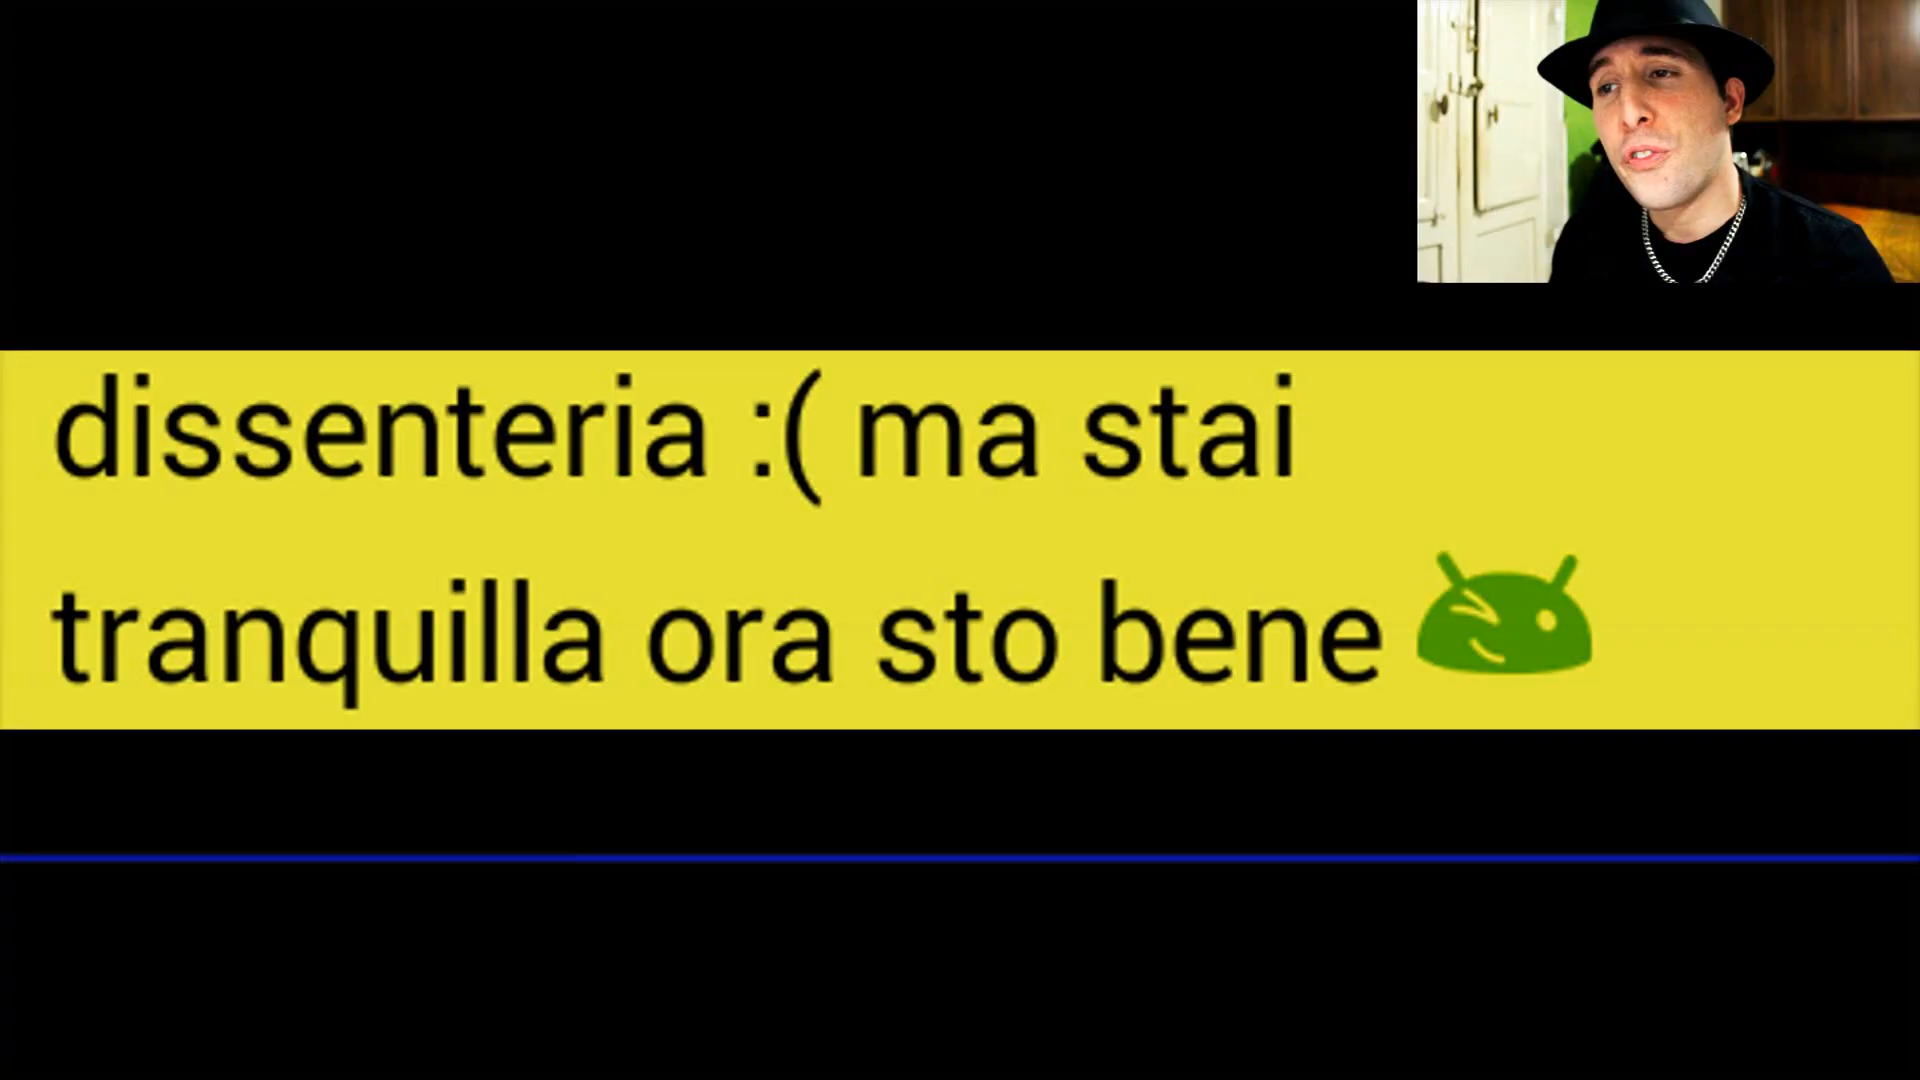 dissenteria :( ma stai
tranquilla ora sto bene